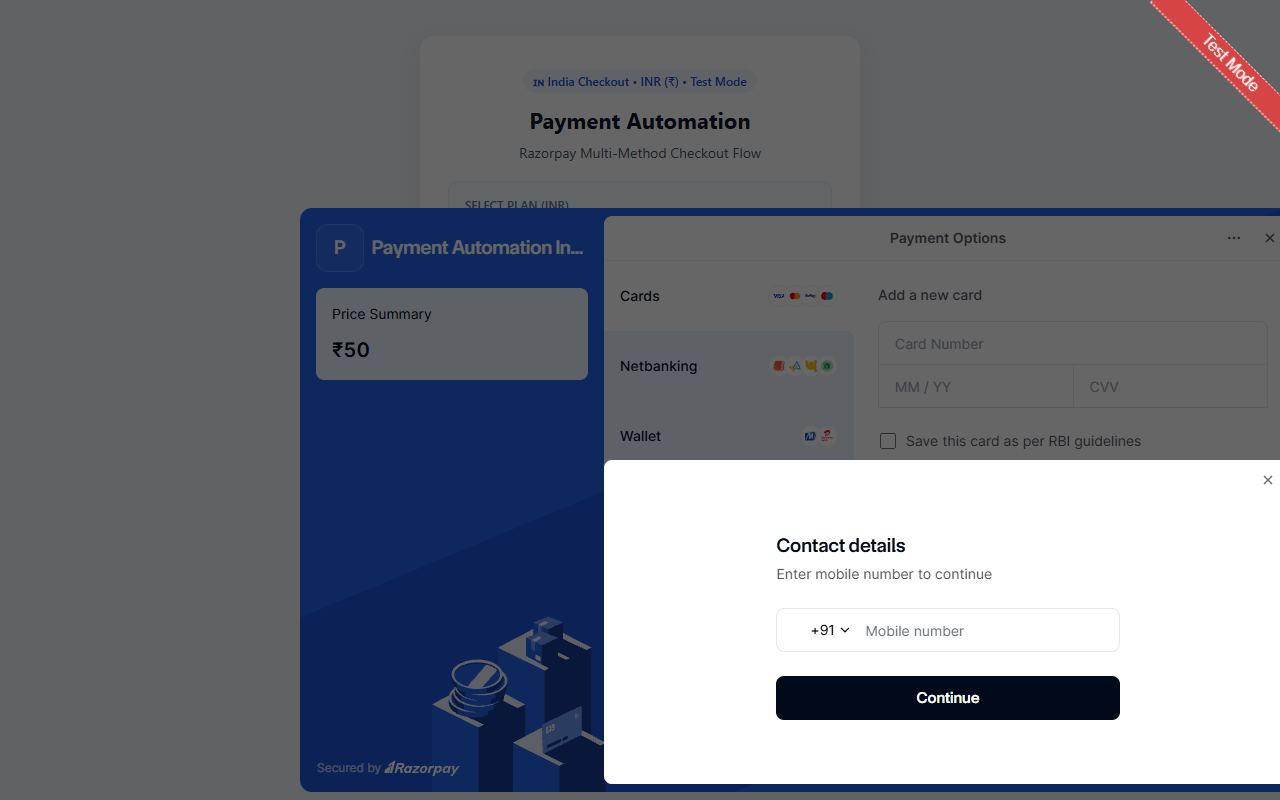 IN India Checkout • INR (₹) • Test Mode
Test Mode
Payment Automation
Razorpay Multi-Method Checkout Flow
SELECT PLAN (INR)
P Payment Automation In...
Payment Options
Price Summary
₹50
Cards
VISA
Add a new card
Card Number
Netbanking
MM / YY
CVV
Wallet
Save this card as per RBI guidelines
Contact details
Enter mobile number to continue
+91 Mobile number
Continue
Secured by Razorpay